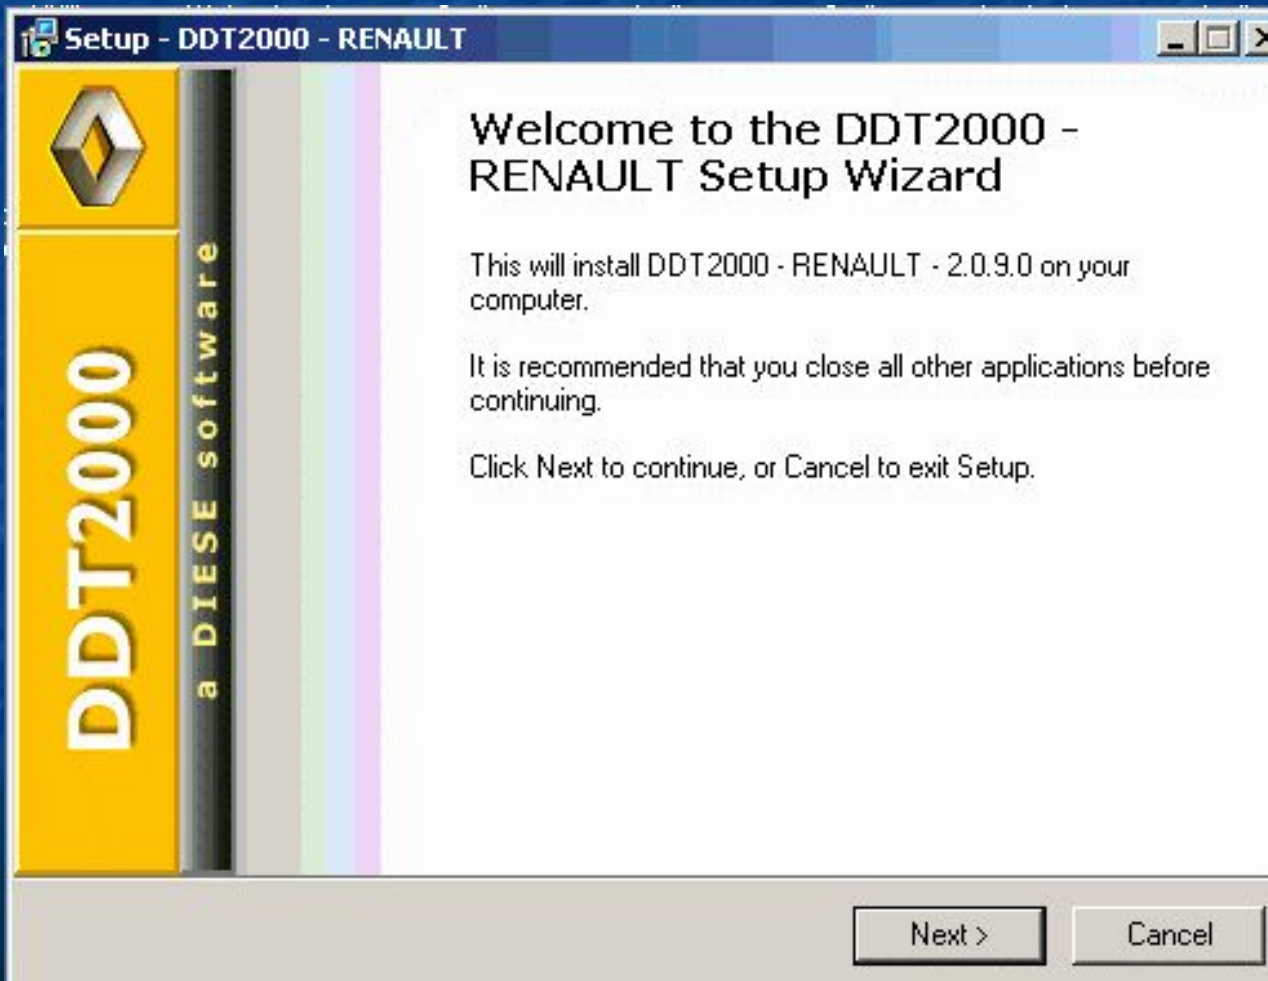 Setup - DDT2000 - RENAULT
Welcome to the DDT2000 -
RENAULT Setup Wizard
This will install DDT2000 - RENAULT - 2.0.9.0 on your
computer.
It is recommended that you close all other applications before
continuing.
Click Next to continue, or Cancel to exit Setup.
DDT2000
a DIESE software
Next >
Cancel